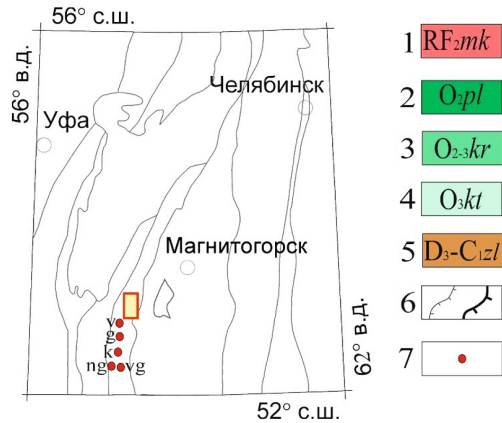 56° с.ш.
56° в.д.
Челябинск
Уфа
Магнитогорск
v
g
k
ng vg
62° в.д.
52° с.ш.
1 RF₂mk
2 O₂pl
3 O₂₋₃kr
4 O₃kt
5 D₃-C₁zl
6
7